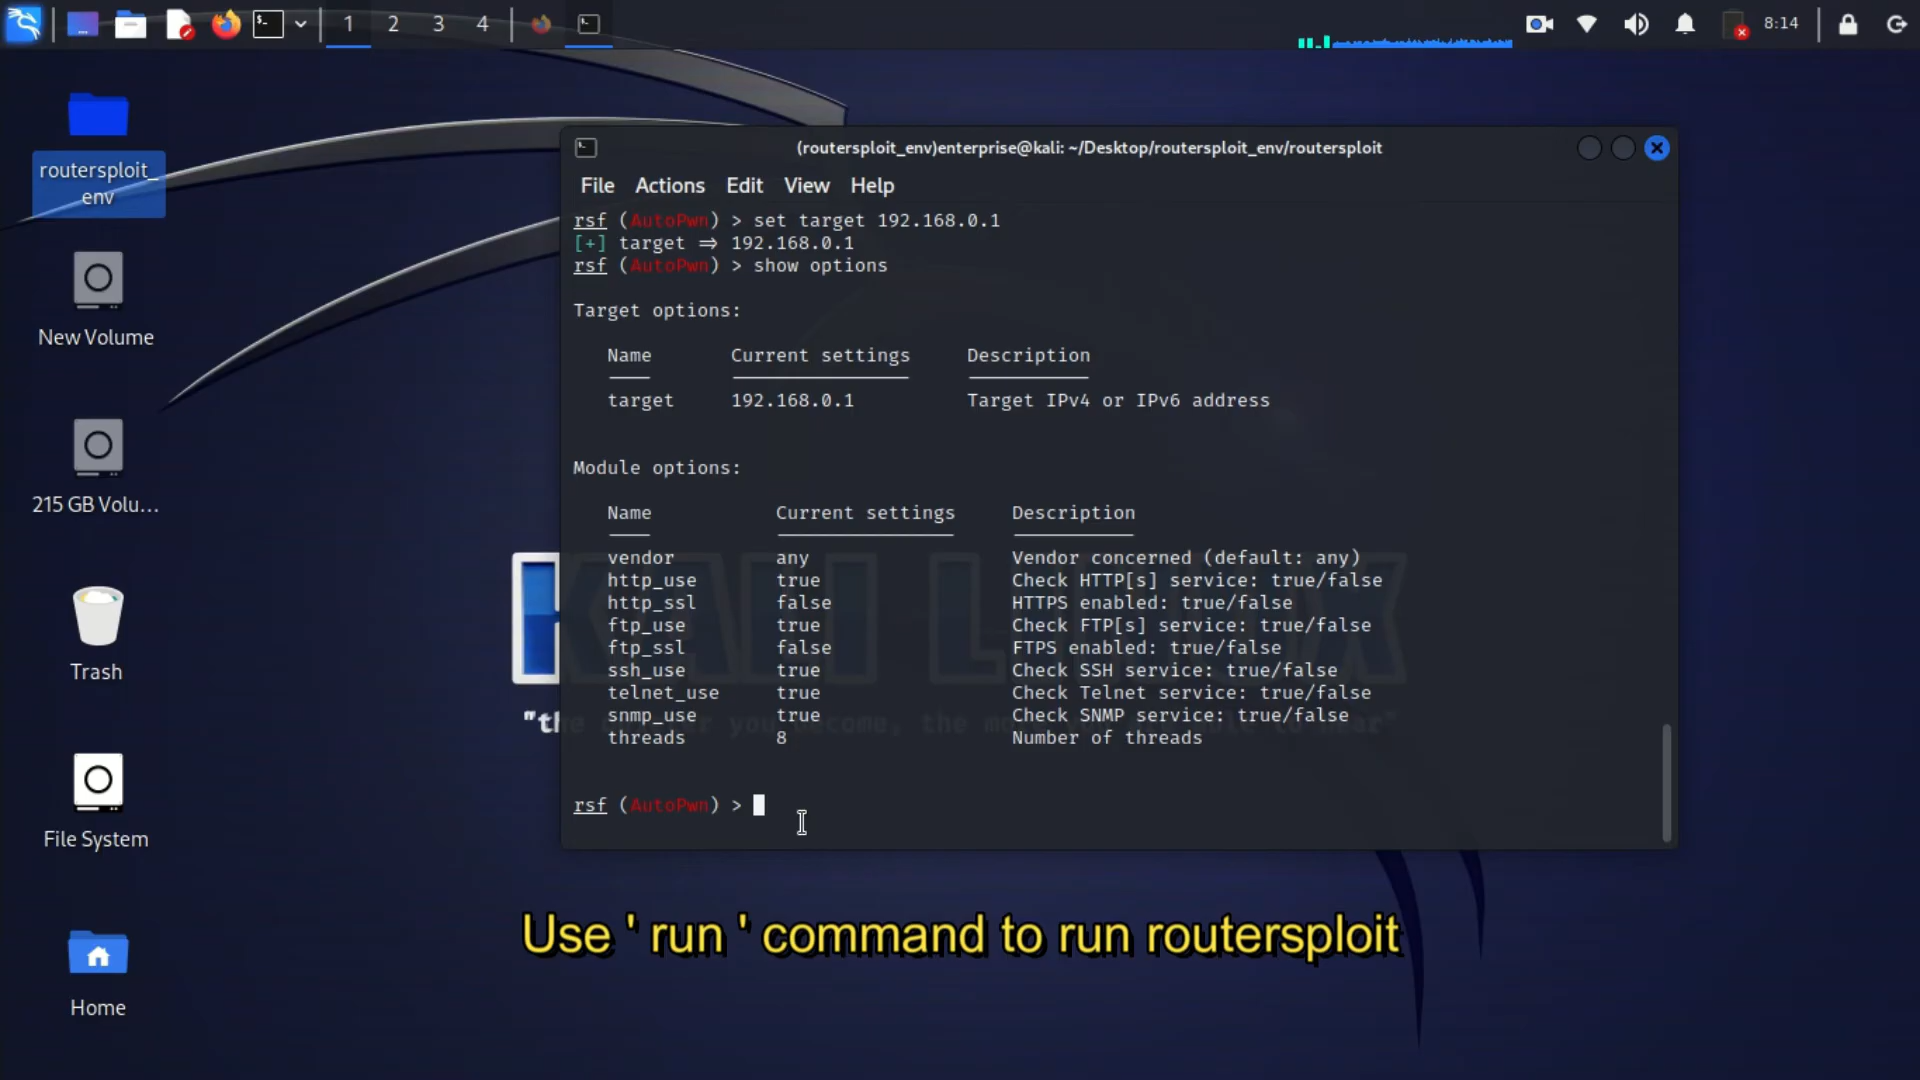 1 2 3 4
8:14
routersploit_
env
New Volume
215 GB Volu...
Trash
File System
Home
(routersploit_env)enterprise@kali: ~/Desktop/routersploit_env/routersploit
File Actions Edit View Help
rsf (AutoPwn) > set target 192.168.0.1
[+] target ⇒ 192.168.0.1
rsf (AutoPwn) > show options
Target options:
Name Current settings Description
target 192.168.0.1 Target IPv4 or IPv6 address
Module options:
Name Current settings Description
vendor any Vendor concerned (default: any)
http_use true Check HTTP[s] service: true/false
http_ssl false HTTPS enabled: true/false
ftp_use true Check FTP[s] service: true/false
ftp_ssl false FTPS enabled: true/false
ssh_use true Check SSH service: true/false
telnet_use true Check Telnet service: true/false
snmp_use true Check SNMP service: true/false
threads 8 Number of threads
rsf (AutoPwn) >
KALI LINUX
"the
Use ' run ' command to run routersploit